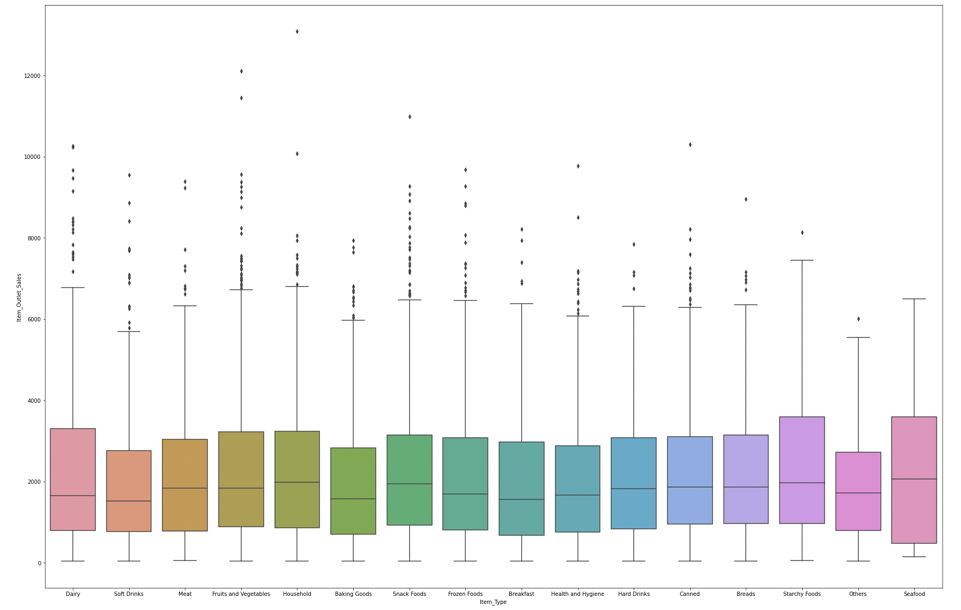 12000
10000
8000
6000
4000
2000
0
Item_Outlet_Sales
Dairy Soft Drinks Meat Fruits and Vegetables Household Baking Goods Snack Foods Frozen Foods Breakfast Health and Hygiene Hard Drinks Canned Breads Starchy Foods Others Seafood
Item_Type